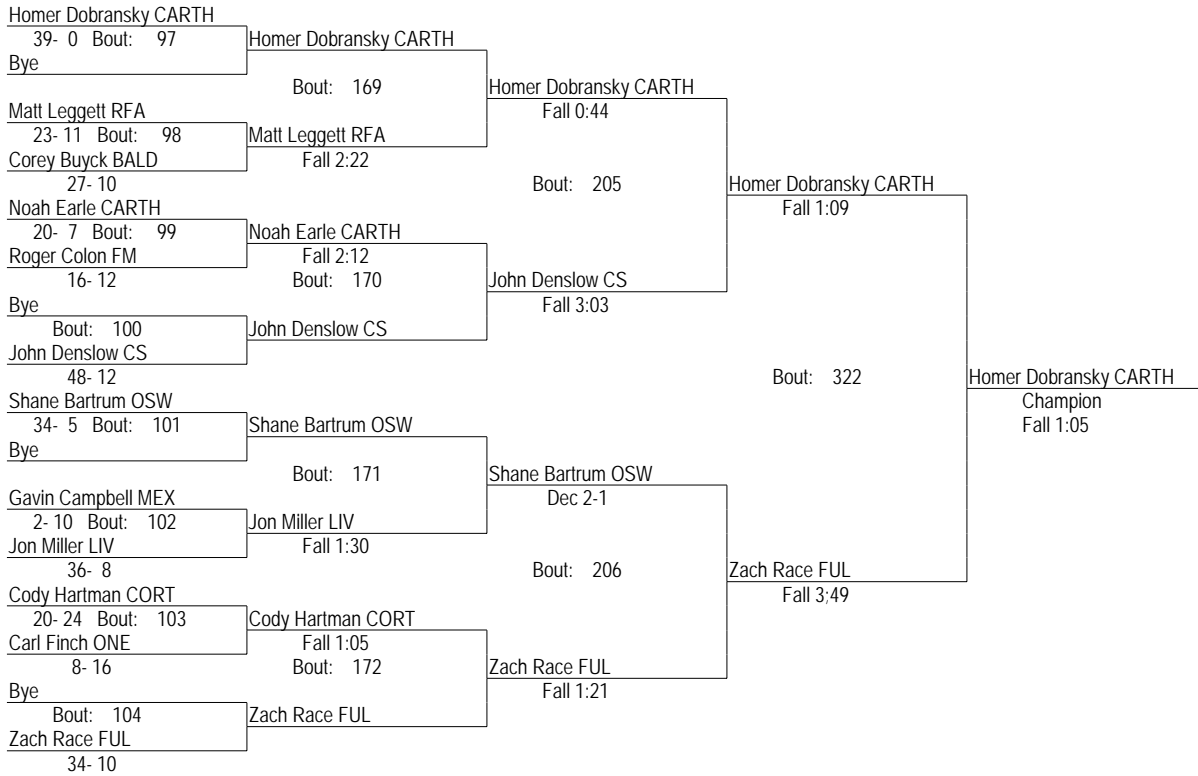 Homer Dobransky CARTH
39- 0 Bout: 97 Homer Dobransky CARTH
Bye
Bout: 169 Homer Dobransky CARTH
Matt Leggett RFA Fall 0:44
23- 11 Bout: 98 Matt Leggett RFA
Corey Buyck BALD Fall 2:22
27- 10 Bout: 205 Homer Dobransky CARTH
Noah Earle CARTH Fall 1:09
20- 7 Bout: 99 Noah Earle CARTH
Roger Colon FM Fall 2:12
16- 12 Bout: 170 John Denslow CS
Bye Fall 3:03
Bout: 100 John Denslow CS
John Denslow CS
48- 12 Bout: 322 Homer Dobransky CARTH
Shane Bartrum OSW Champion
34- 5 Bout: 101 Shane Bartrum OSW Fall 1:05
Bye
Bout: 171 Shane Bartrum OSW
Gavin Campbell MEX Dec 2-1
2- 10 Bout: 102 Jon Miller LIV
Jon Miller LIV Fall 1:30
36- 8 Bout: 206 Zach Race FUL
Cody Hartman CORT Fall 3;49
20- 24 Bout: 103 Cody Hartman CORT
Carl Finch ONE Fall 1:05
8- 16 Bout: 172 Zach Race FUL
Bye Fall 1:21
Bout: 104 Zach Race FUL
Zach Race FUL
34- 10